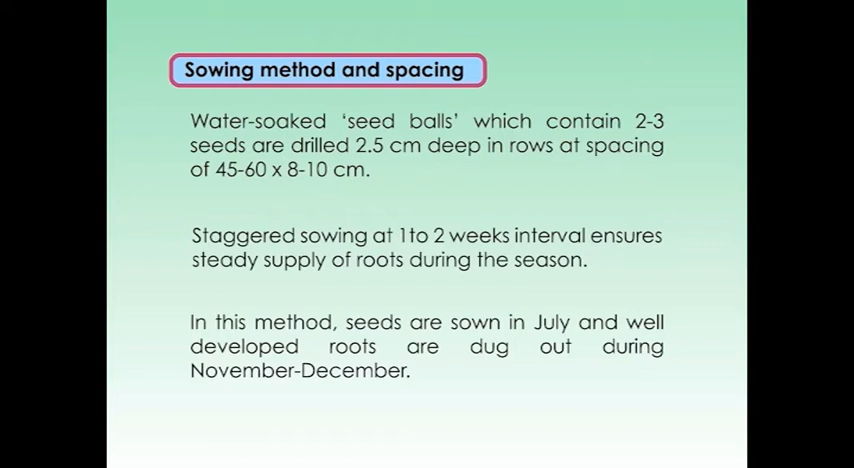 Sowing method and spacing
Water-soaked ‘seed balls’ which contain 2-3
seeds are drilled 2.5 cm deep in rows at spacing
of 45-60 x 8-10 cm.
Staggered sowing at 1to 2 weeks interval ensures
steady supply of roots during the season.
In this method, seeds are sown in July and well
developed roots are dug out during
November-December.